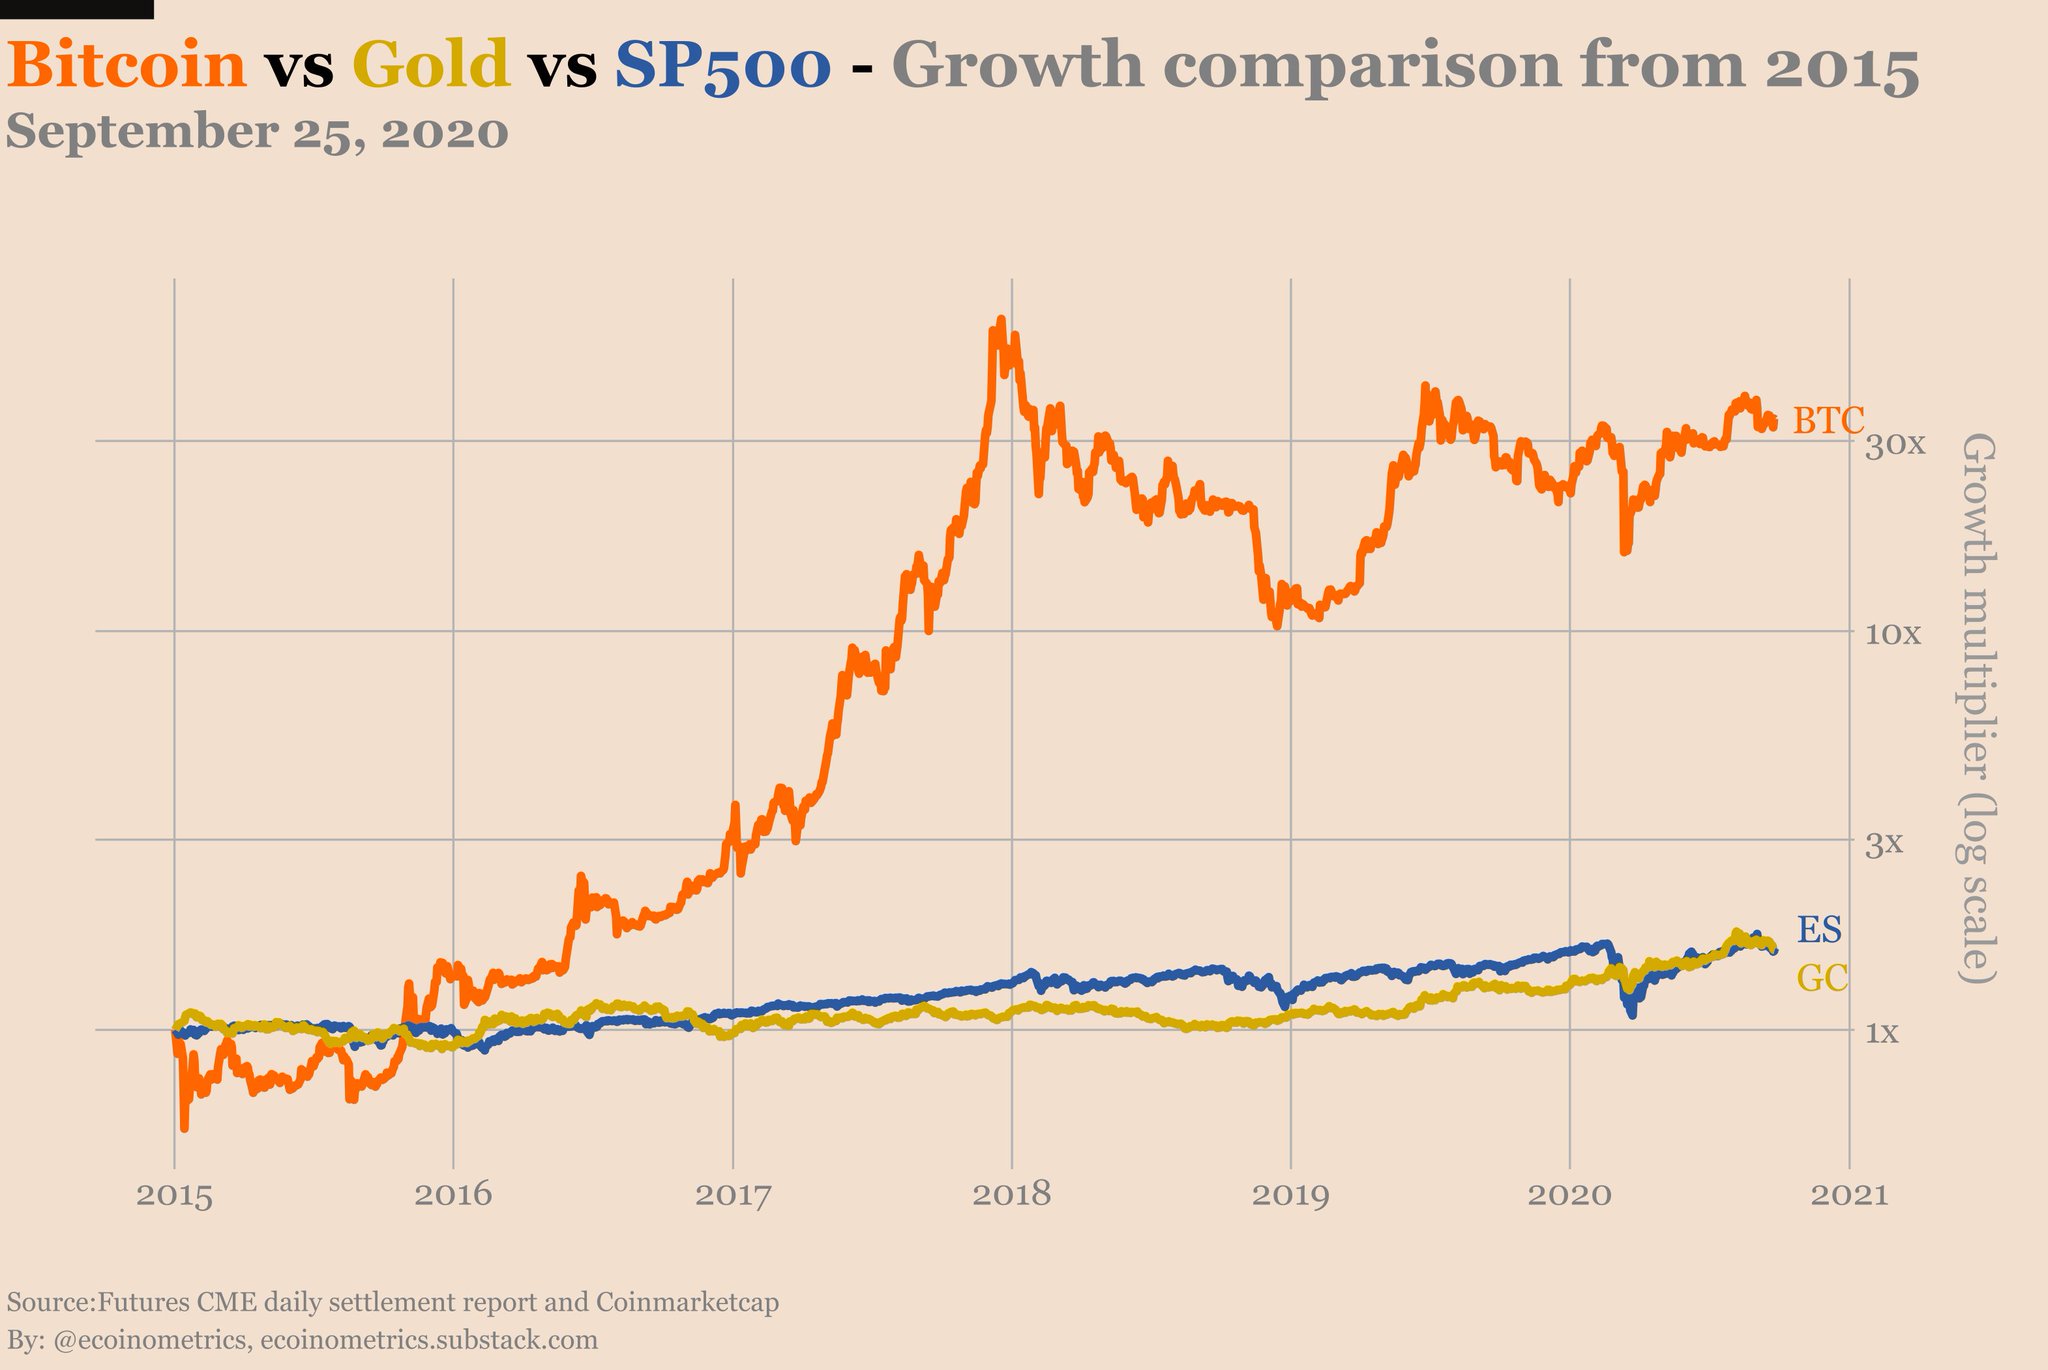 Bitcoin vs Gold vs SP500 - Growth comparison from 2015
September 25, 2020
BTC
30x
10x
3x
ES
GC
1x
Growth multiplier (log scale)
2015 2016 2017 2018 2019 2020 2021
Source:Futures CME daily settlement report and Coinmarketcap
By: @ecoinometrics, ecoinometrics.substack.com